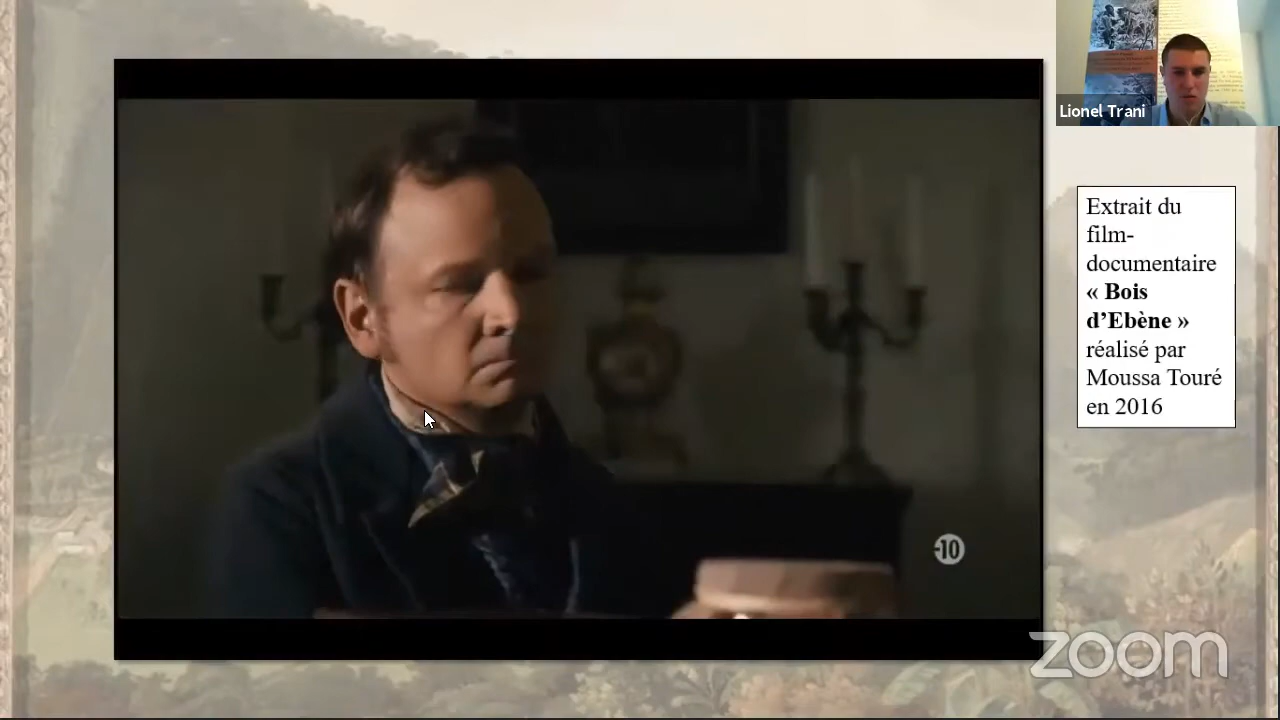 Lionel Trani
Extrait du
film-
documentaire
« Bois
d’Ebène »
réalisé par
Moussa Touré
en 2016
-10
zoom